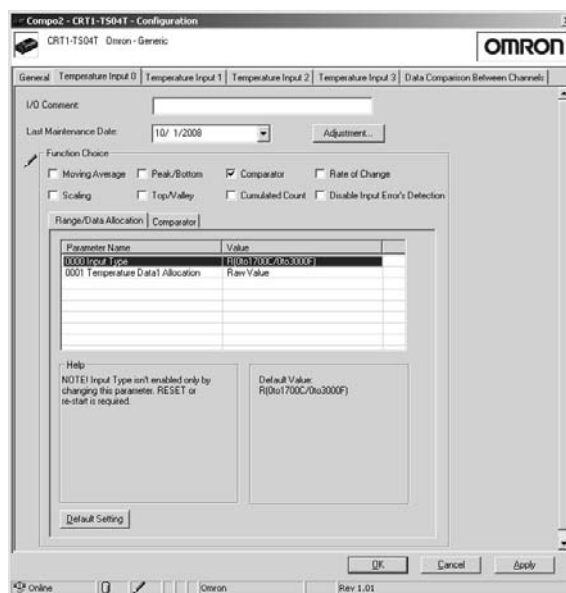 Compo2 - CRT1-TS04T - Configuration
CRT1-TS04T Omron - Generic
OMRON
General Temperature Input 0 Temperature Input 1 Temperature Input 2 Temperature Input 3 Data Comparison Between Channels
I/O Comment:
Last Maintenance Date: 10/ 1/2008 Adjustment...
Function Choice
Moving Average Peak/Bottom Comparator Rate of Change
Scaling Top/Valley Cumulated Count Disable Input Error's Detection
Range/Data Allocation Comparator
Parameter Name Value
0000 Input Type R(0to1700C/0to3000F)
0001 Temperature Data1 Allocation Raw Value
Help
NOTE! Input Type isn't enabled only by
changing this parameter. RESET or
re-start is required.
Default Value:
R(0to1700C/0to3000F)
Default Setting
OK Cancel Apply
Online Omron Rev 1.01